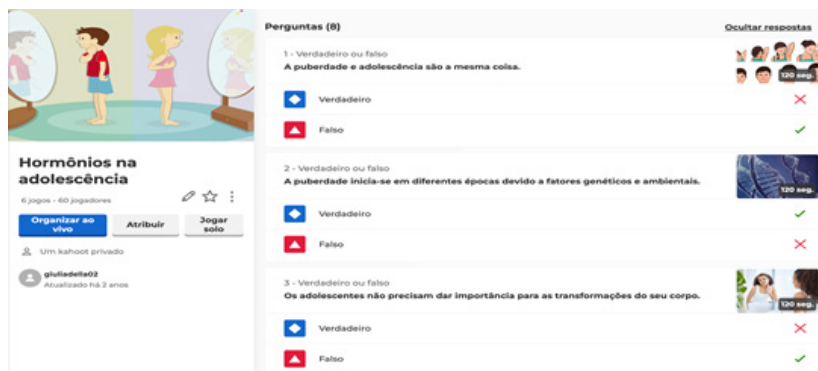 Hormônios na
adolescência
6 jogos - 60 jogadores
Organizar ao
vivo
Atribuir
Jogar
solo
Um kahoot privado
giuliadella02
Atualizado há 2 anos
Perguntas (8)
Ocultar respostas
1 - Verdadeiro ou falso
A puberdade e adolescência são a mesma coisa.
120 seg.
Verdadeiro
Falso
2 - Verdadeiro ou falso
A puberdade inicia-se em diferentes épocas devido a fatores genéticos e ambientais.
120 seg.
Verdadeiro
Falso
3 - Verdadeiro ou falso
Os adolescentes não precisam dar importância para as transformações do seu corpo.
120 seg.
Verdadeiro
Falso